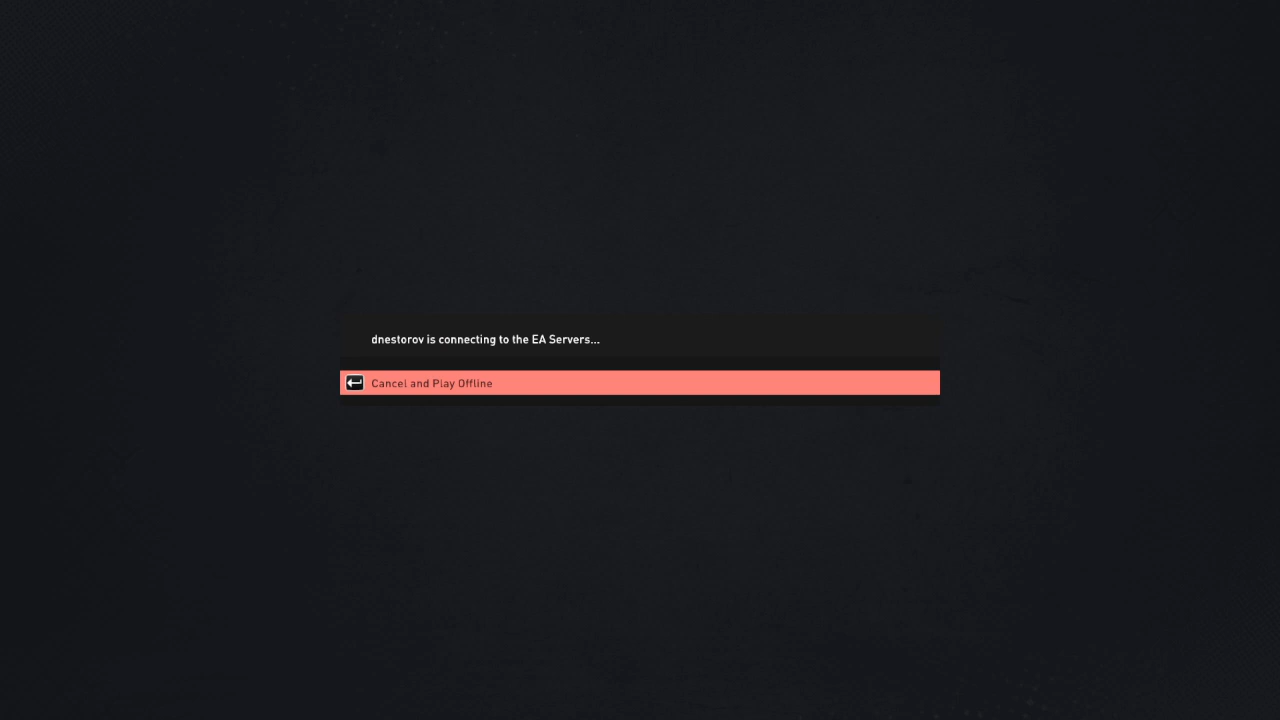 dnestorov is connecting to the EA Servers...
Cancel and Play Offline